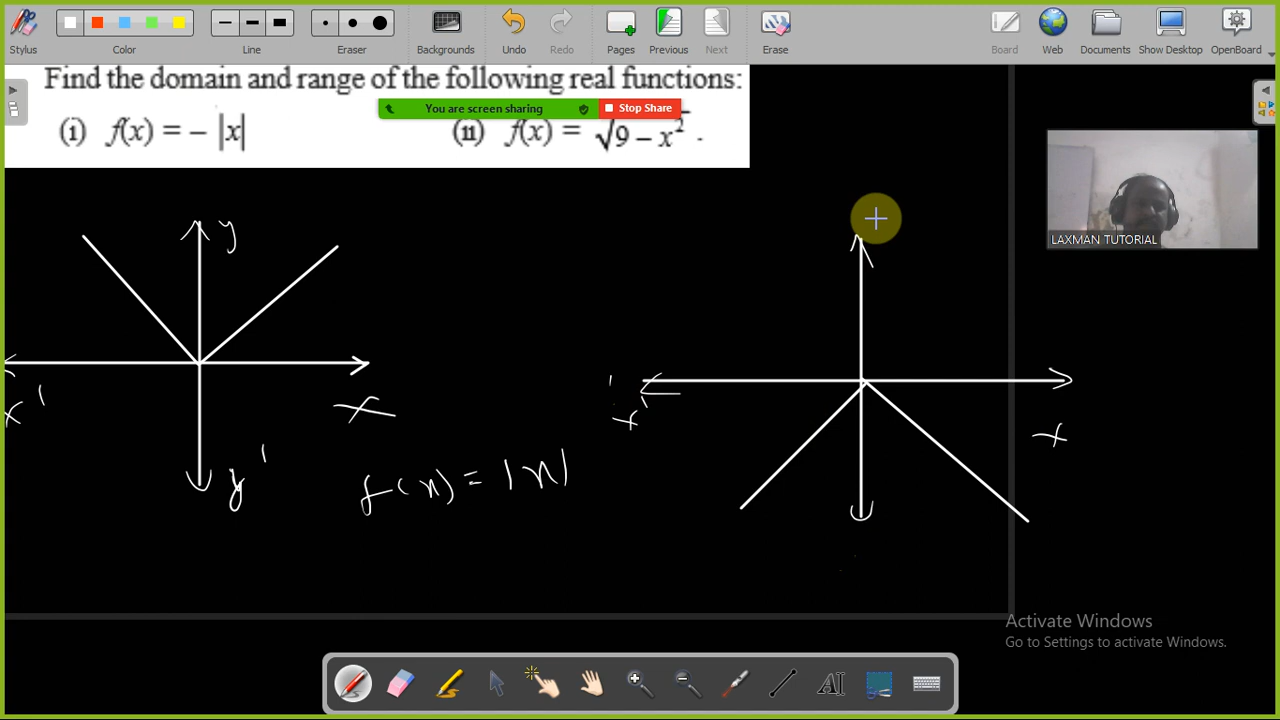 Stylus Color Line Eraser Backgrounds Undo Redo Pages Previous Next Erase Board Web Documents Show Desktop OpenBoard
Find the domain and range of the following real functions:
You are screen sharing Stop Share
(i) f(x) = – |x| (ii) f(x) = √9 – x² .
LAXMAN TUTORIAL
y
x'
x
y'
f(x) = |x|
x'
x
Activate Windows
Go to Settings to activate Windows.
AI